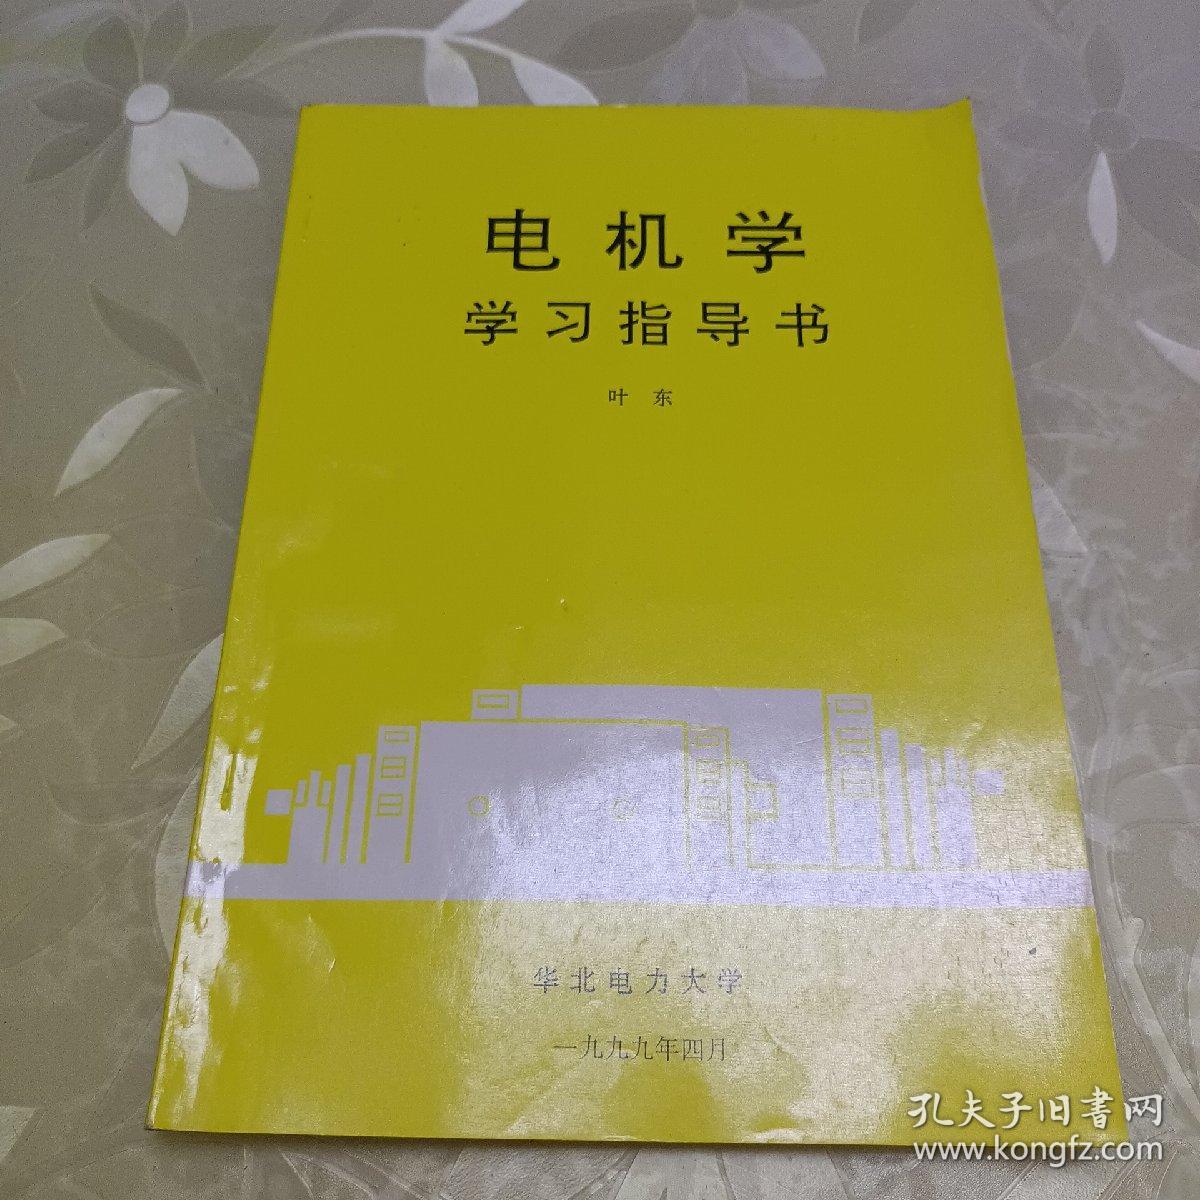 电机学
学习指导书
叶东
华北电力大学
一九九九年四月
孔夫子旧書网
www.kongfz.com